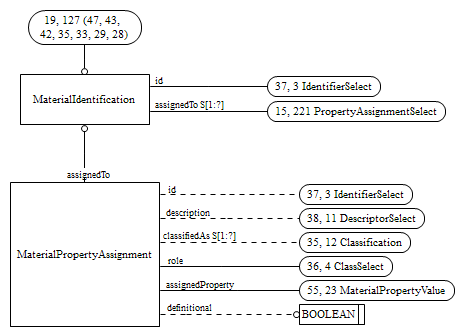 19, 127 (47, 43,
42, 35, 33, 29, 28)
MaterialIdentification
id
37, 3 IdentifierSelect
assignedTo S[1:?]
15, 221 PropertyAssignmentSelect
assignedTo
MaterialPropertyAssignment
id
37, 3 IdentifierSelect
description
38, 11 DescriptorSelect
classifiedAs S[1:?]
35, 12 Classification
role
36, 4 ClassSelect
assignedProperty
55, 23 MaterialPropertyValue
definitional
BOOLEAN